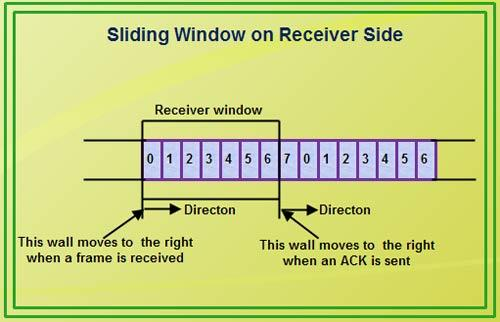 Sliding Window on Receiver Side
Receiver window
0 1 2 3 4 5 6 7 0 1 2 3 4 5 6
Directon
Directon
This wall moves to the right
when a frame is received
This wall moves to the right
when an ACK is sent